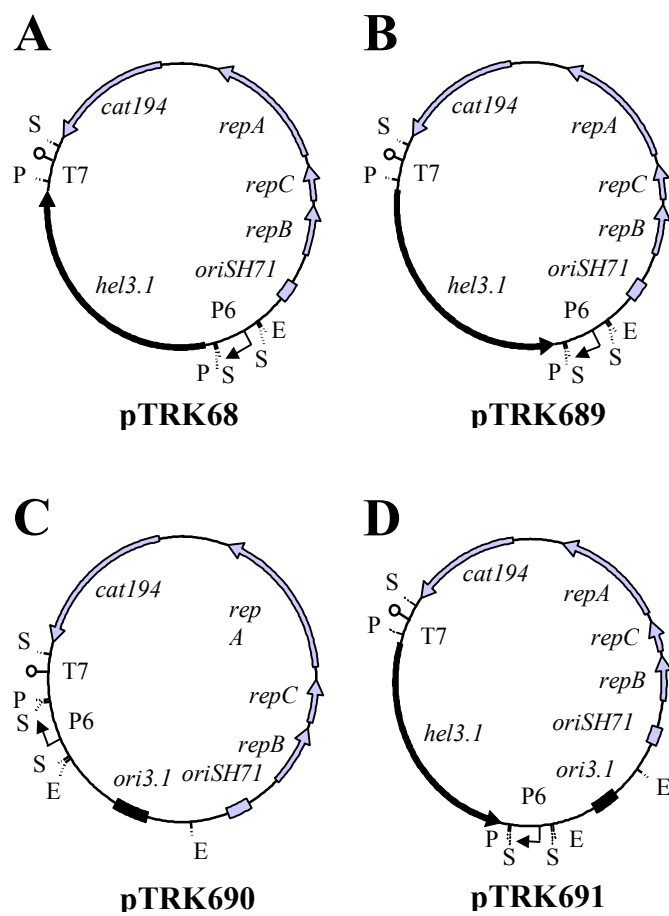 A
cat194
repA
S
P
T7
repC
repB
hel3.1
oriSH71
P6
E
S
P
S
pTRK68
B
cat194
repA
S
P
T7
repC
repB
hel3.1
oriSH71
P6
E
S
P
S
pTRK689
C
cat194
rep
A
S
T7
P
S
P6
repC
repB
S
E
ori3.1
oriSH71
E
pTRK690
D
cat194
repA
S
P
T7
repC
repB
hel3.1
oriSH71
ori3.1
E
P6
P
S
S
E
pTRK691